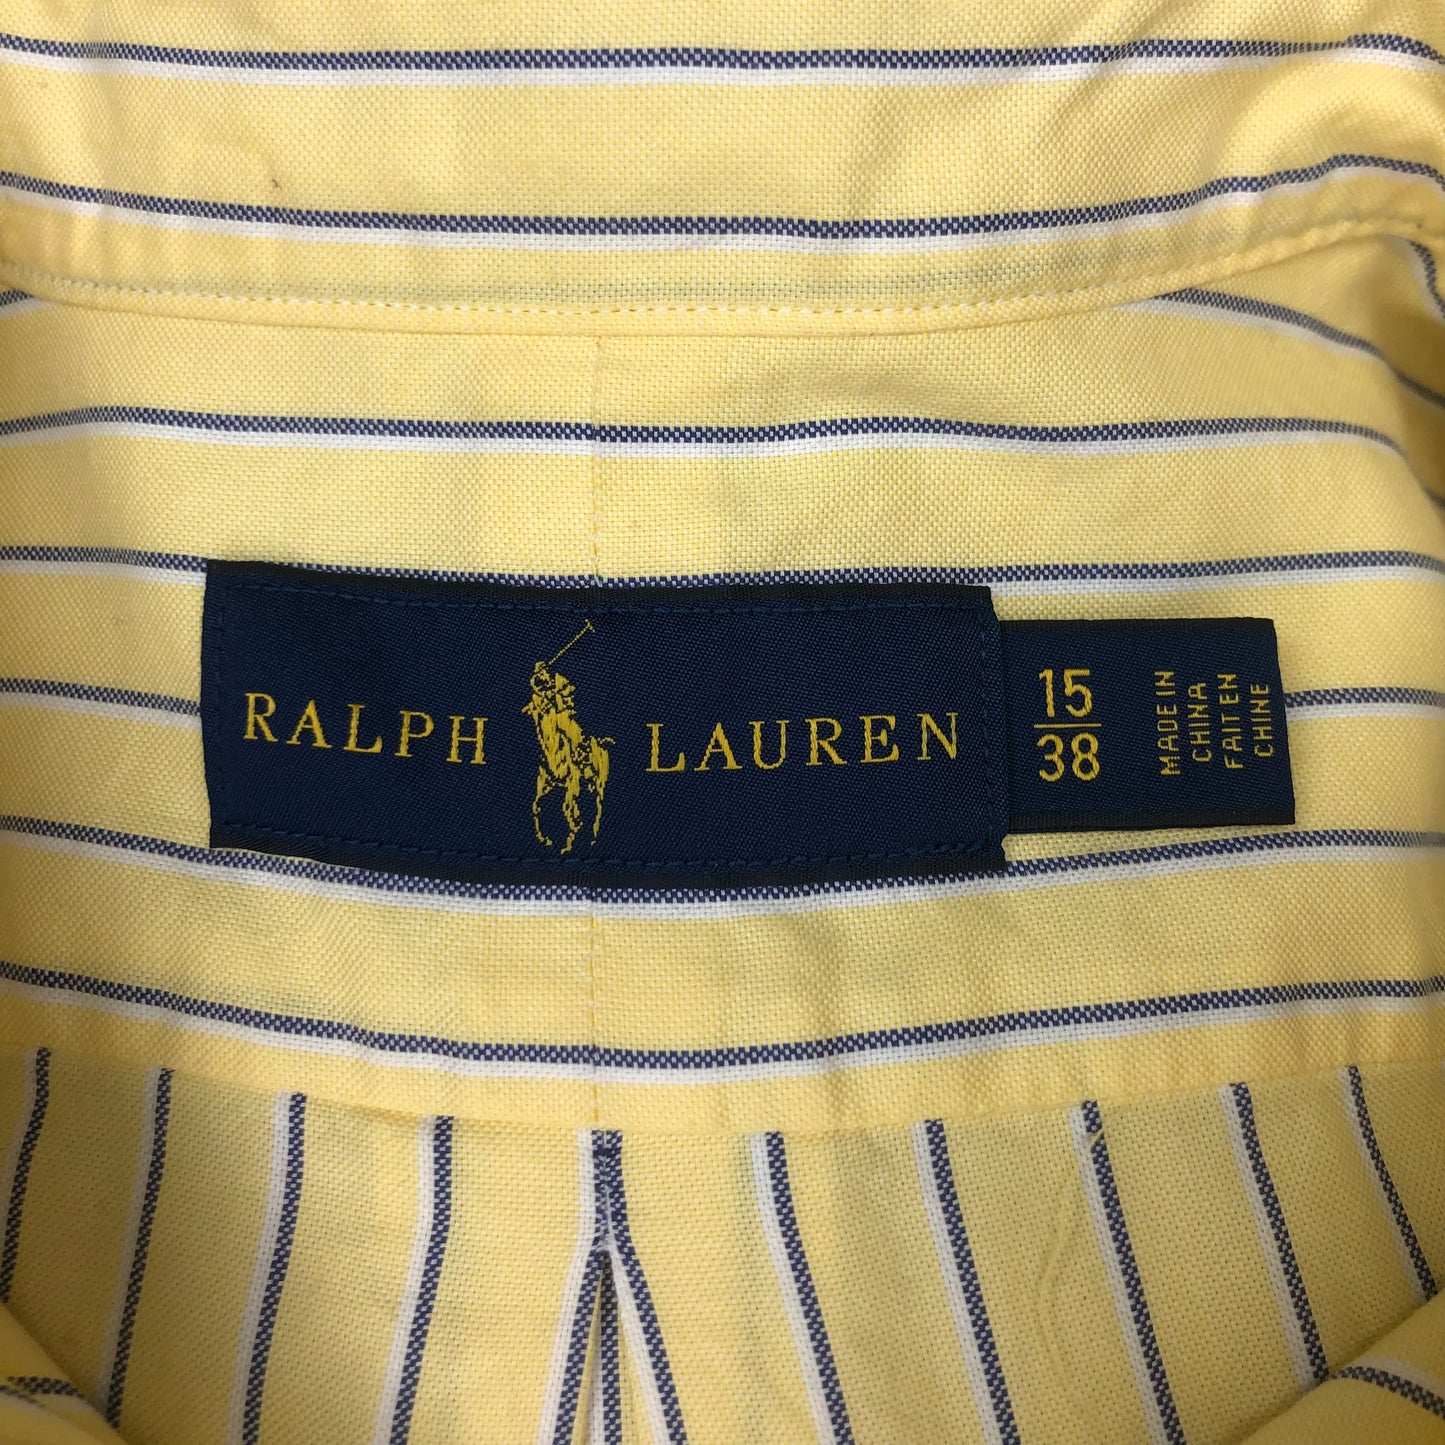 RALPH LAUREN
15
38
MADE IN
CHINA
FAIT EN
CHINE